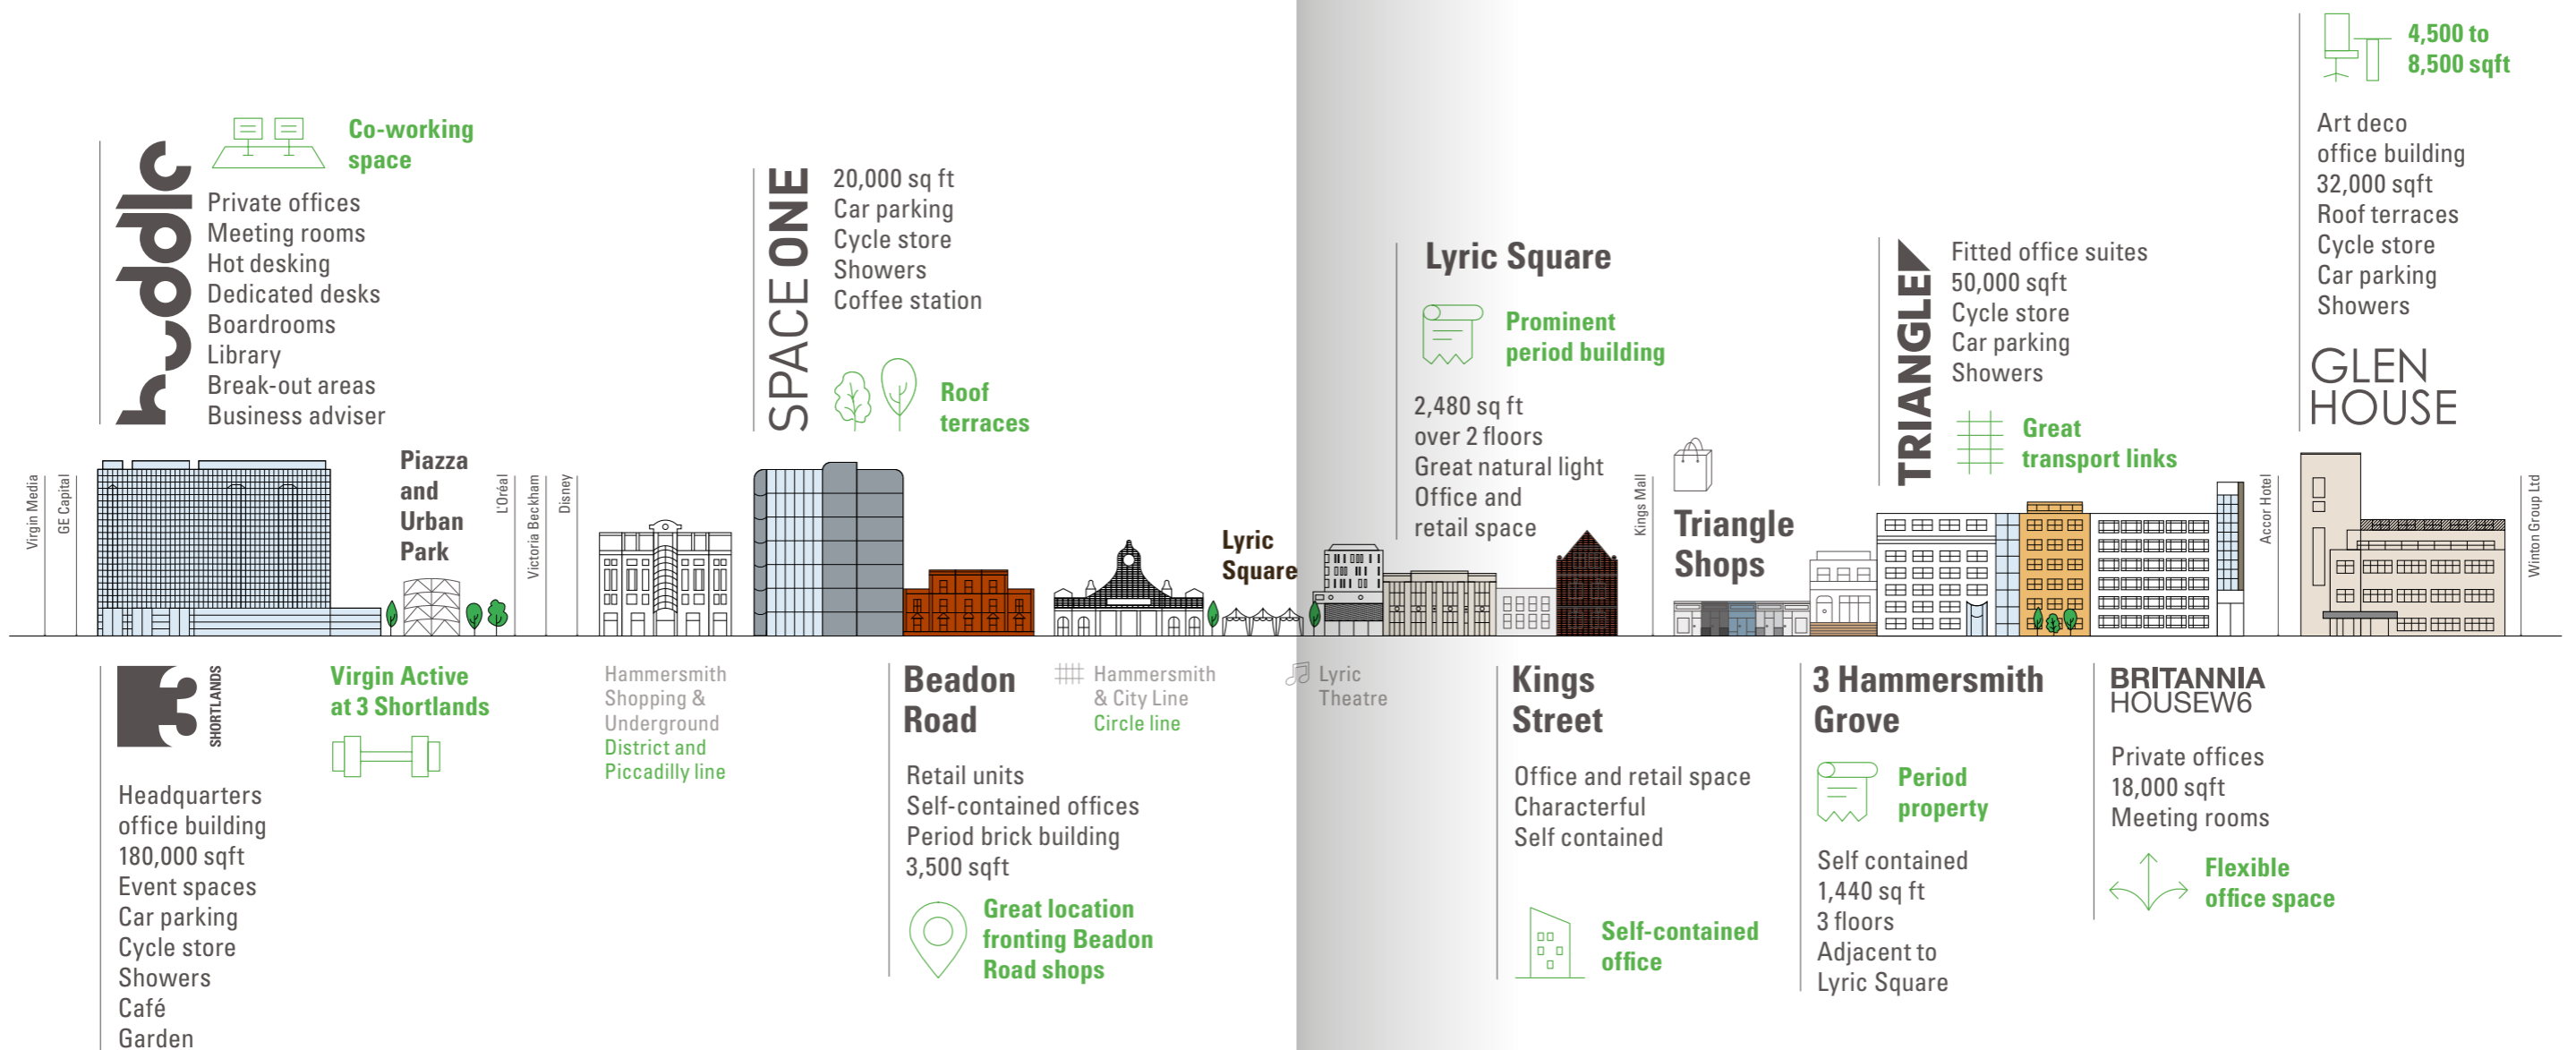 huddle
Co-working
space
Private offices
Meeting rooms
Hot desking
Dedicated desks
Boardrooms
Library
Break-out areas
Business adviser
SPACE ONE
20,000 sq ft
Car parking
Cycle store
Showers
Coffee station
Roof
terraces
Lyric Square
Prominent
period building
2,480 sq ft
over 2 floors
Great natural light
Office and
retail space
TRIANGLE
Fitted office suites
50,000 sqft
Cycle store
Car parking
Showers
Great
transport links
4,500 to
8,500 sqft
Art deco
office building
32,000 sqft
Roof terraces
Cycle store
Car parking
Showers
GLEN
HOUSE
Virgin Media
GE Capital
Piazza
and
Urban
Park
L'Oréal
Victoria Beckham
Disney
Lyric
Square
Kings Mall
Triangle
Shops
Accor Hotel
Winton Group Ltd
3
SHORTLANDS
Headquarters
office building
180,000 sqft
Event spaces
Car parking
Cycle store
Showers
Café
Garden
Virgin Active
at 3 Shortlands
Hammersmith
Shopping &
Underground
District and
Piccadilly line
Beadon
Road
Retail units
Self-contained offices
Period brick building
3,500 sqft
Great location
fronting Beadon
Road shops
Hammersmith
& City Line
Circle line
Lyric
Theatre
Kings
Street
Office and retail space
Characterful
Self contained
Self-contained
office
3 Hammersmith
Grove
Period
property
Self contained
1,440 sq ft
3 floors
Adjacent to
Lyric Square
BRITANNIA
HOUSEW6
Private offices
18,000 sqft
Meeting rooms
Flexible
office space